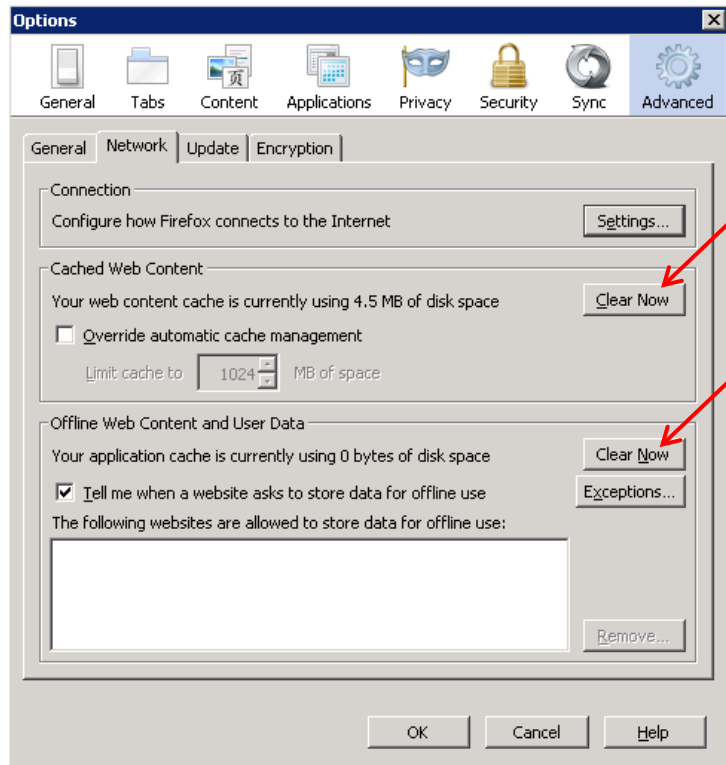 Options
General Tabs Content Applications Privacy Security Sync Advanced
页
General Network Update Encryption
Connection
Configure how Firefox connects to the Internet Settings...
Cached Web Content
Your web content cache is currently using 4.5 MB of disk space Clear Now
Override automatic cache management
Limit cache to 1024 MB of space
Offline Web Content and User Data
Your application cache is currently using 0 bytes of disk space Clear Now
Tell me when a website asks to store data for offline use Exceptions...
The following websites are allowed to store data for offline use:
Remove...
OK Cancel Help